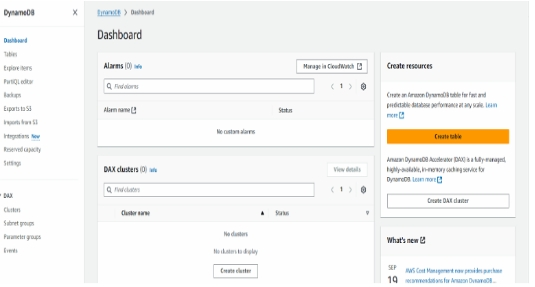 DynamoDB X
Dashboard
Tables
Explore items
PartiQL editor
Backups
Exports to S3
Imports from S3
Integrations New
Reserved capacity
Settings
DAX
Clusters
Subnet groups
Parameter groups
Events
DynamoDB > Dashboard
Dashboard
Alarms (0) Info
Manage in CloudWatch
Find alarms
< 1 >
Alarm name
Status
No custom alarms
DAX clusters (0) Info
View details
Find clusters
< 1 >
Cluster name
Status
No clusters
No clusters to display
Create cluster
Create resources
Create an Amazon DynamoDB table for fast and
predictable database performance at any scale. Learn
more
Create table
Amazon DynamoDB Accelerator (DAX) is a fully-managed,
highly-available, in-memory caching service for
DynamoDB. Learn more
Create DAX cluster
What's new
SEP
19
AWS Cost Management now provides purchase
recommendations for Amazon DynamoDB...